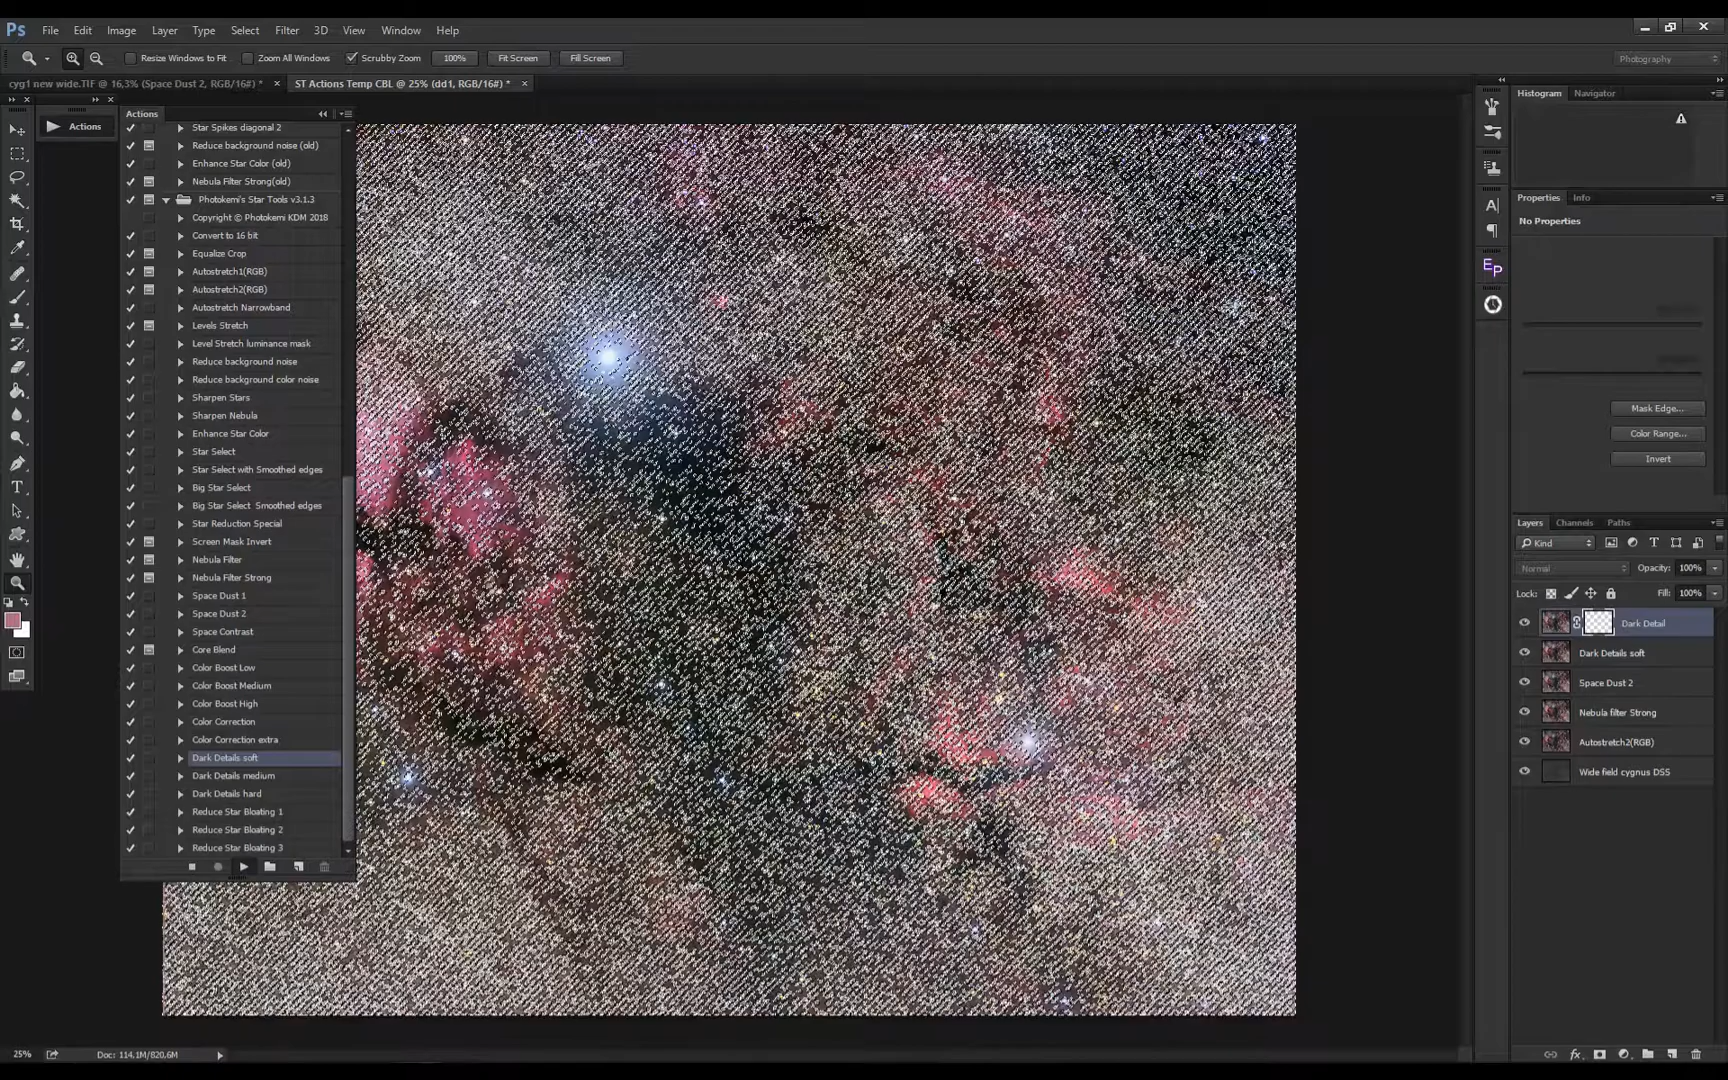 Ps File Edit Image Layer Type Select Filter 3D View Window Help
Resize Windows to Fit Zoom All Windows Scrubby Zoom 100% Fit Screen Fill Screen Photography
cyg1 new wide.TIF @ 16,3% (Space Dust 2, RGB/16#) * × ST Actions Temp CBL @ 25% (dd1, RGB/16#) * ×
Actions
Actions
Star Spikes diagonal 2
Reduce background noise (old)
Enhance Star Color (old)
Nebula Filter Strong(old)
Photokemi's Star Tools v3.1.3
Copyright © Photokemi KDM 2018
Convert to 16 bit
Equalize Crop
Autostretch1(RGB)
Autostretch2(RGB)
Autostretch Narrowband
Levels Stretch
Level Stretch luminance mask
Reduce background noise
Reduce background color noise
Sharpen Stars
Sharpen Nebula
Enhance Star Color
Star Select
Star Select with Smoothed edges
Big Star Select
Big Star Select Smoothed edges
Star Reduction Special
Screen Mask Invert
Nebula Filter
Nebula Filter Strong
Space Dust 1
Space Dust 2
Space Contrast
Core Blend
Color Boost Low
Color Boost Medium
Color Boost High
Color Correction
Color Correction extra
Dark Details soft
Dark Details medium
Dark Details hard
Reduce Star Bloating 1
Reduce Star Bloating 2
Reduce Star Bloating 3
25% Doc: 114,1M/820,6M
Histogram Navigator
Properties Info
No Properties
Mask Edge...
Color Range...
Invert
Layers Channels Paths
Kind
Normal Opacity: 100%
Lock: Fill: 100%
Dark Detail
Dark Details soft
Space Dust 2
Nebula filter Strong
Autostretch2(RGB)
Wide field cygnus DSS